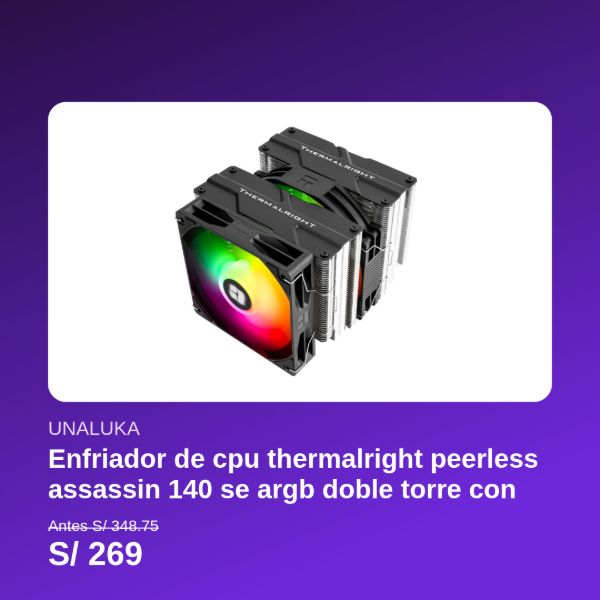 THERMALRIGHT
THERMALRIGHT
UNALUKA
Enfriador de cpu thermalright peerless
assassin 140 se argb doble torre con
Antes S/ 348.75
S/ 269